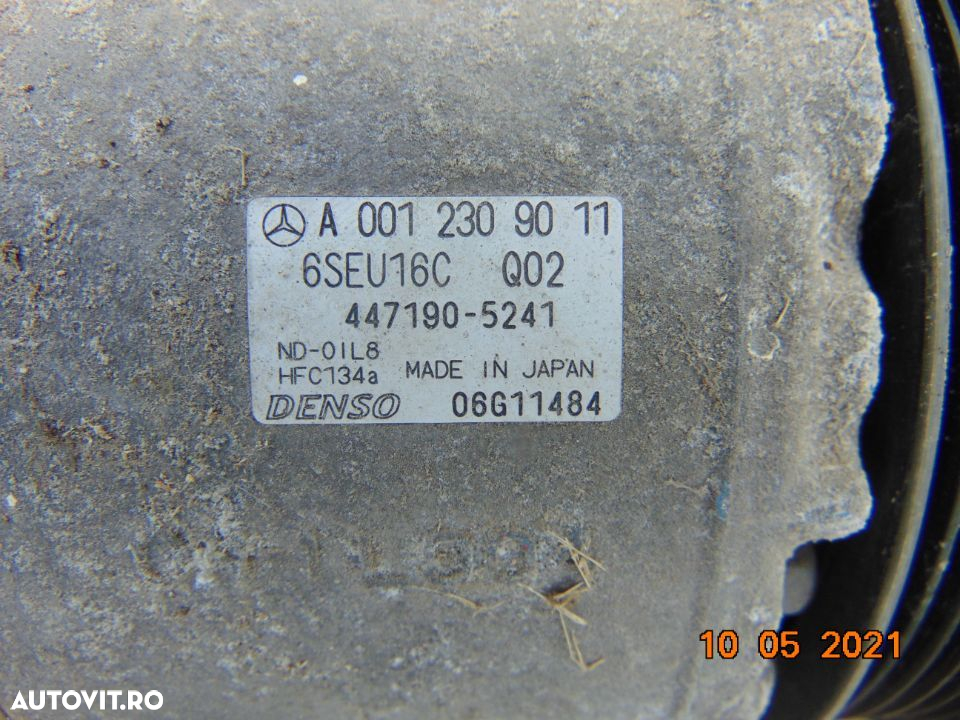 A 001 230 90 11
6SEU16C Q02
447190-5241
ND-OIL8
HFC134a MADE IN JAPAN
DENSO 06G11484
10 05 2021
AUTOVIT.RO